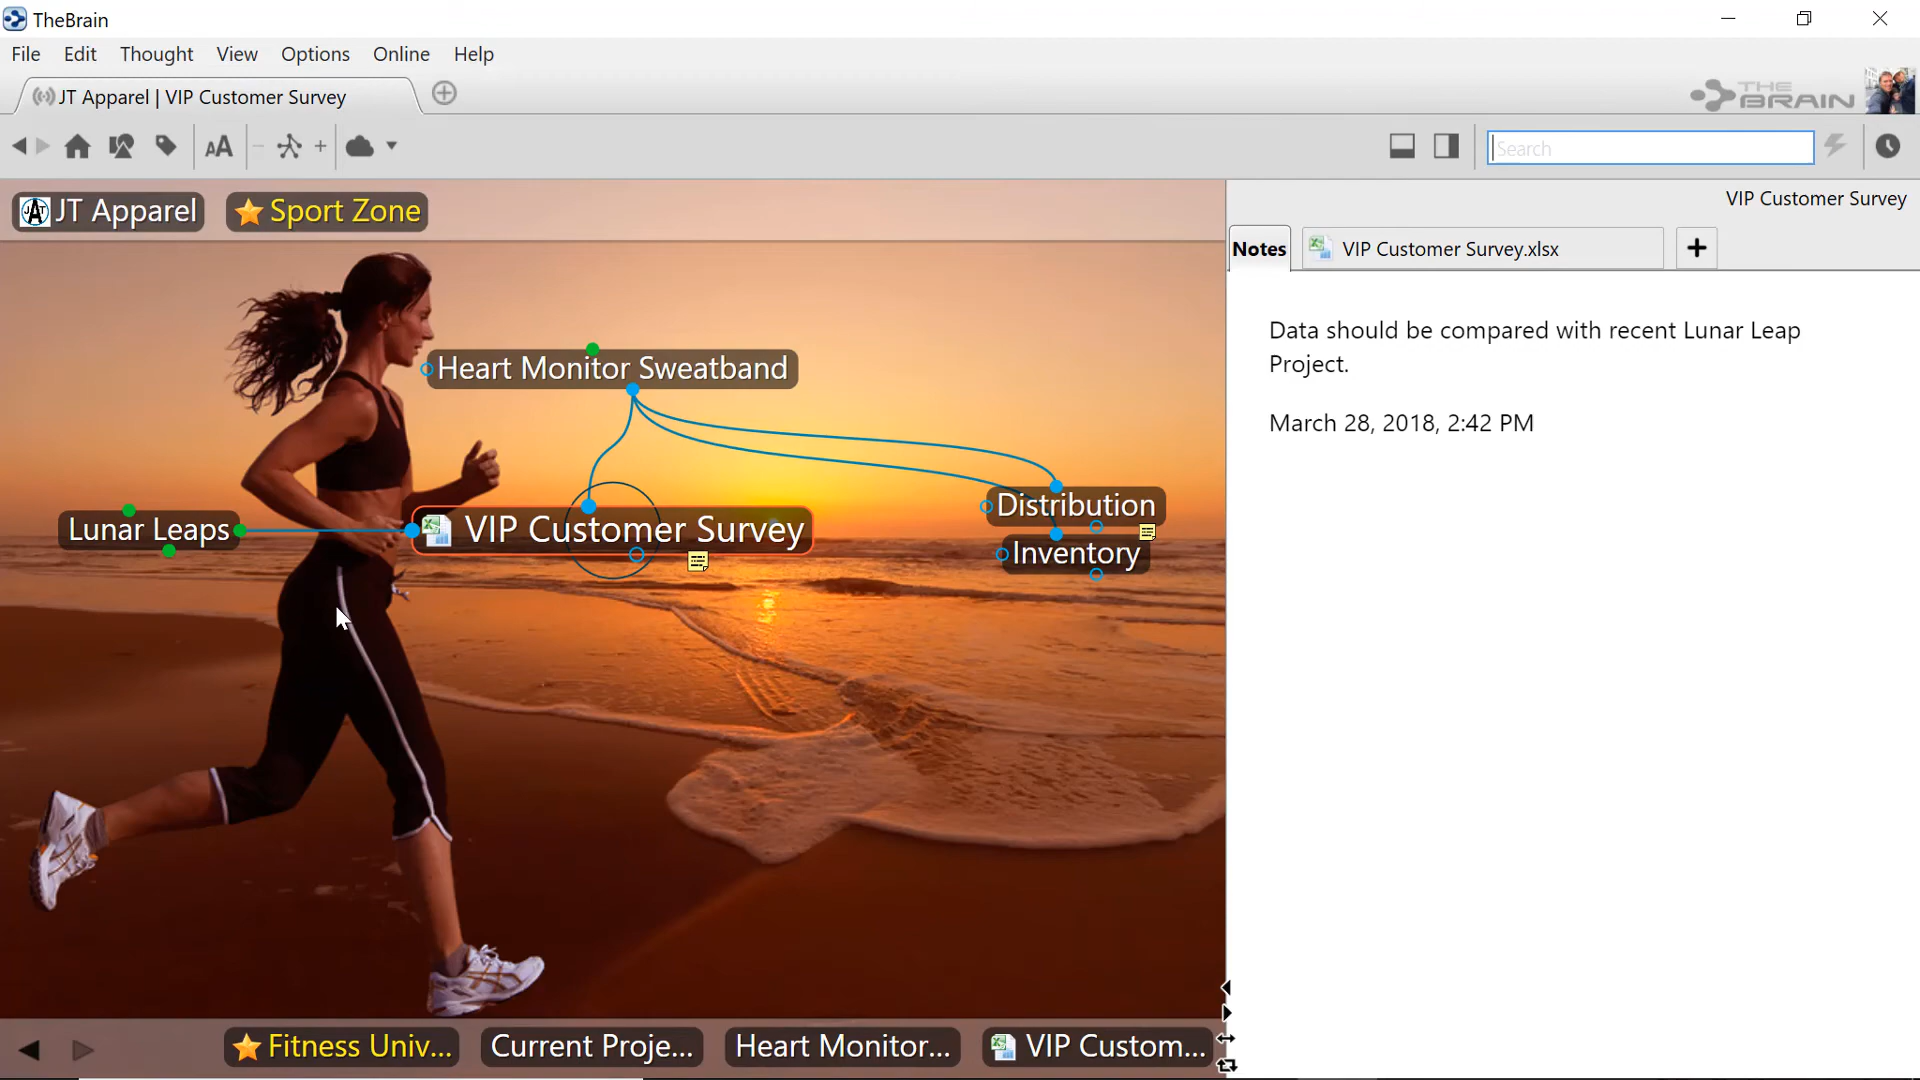 TheBrain
File Edit Thought View Options Online Help
JT Apparel | VIP Customer Survey
THE BRAIN
AA
Search
JT Apparel
Sport Zone
VIP Customer Survey
Notes
VIP Customer Survey.xlsx
Data should be compared with recent Lunar Leap
Project.
March 28, 2018, 2:42 PM
Heart Monitor Sweatband
Lunar Leaps
VIP Customer Survey
Distribution
Inventory
Fitness Univ...
Current Proje...
Heart Monitor...
VIP Custom...